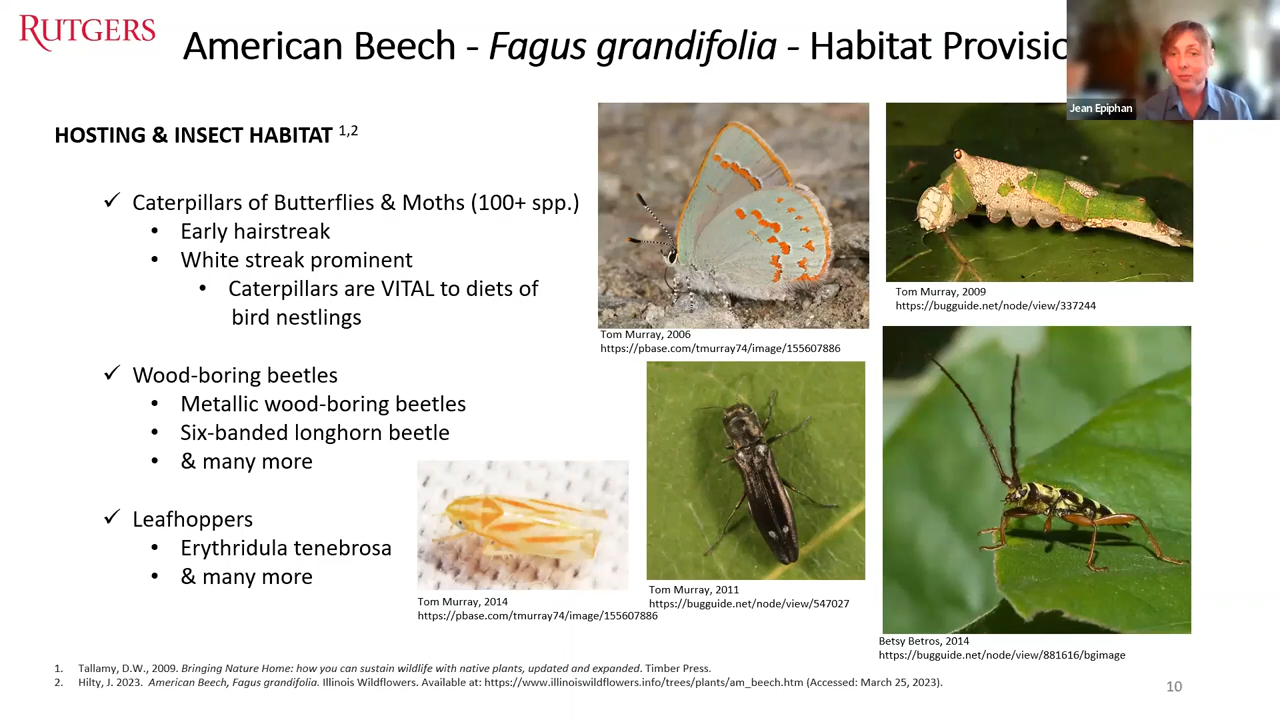 RUTGERS
American Beech - Fagus grandifolia - Habitat Provisio
Jean Epiphan
HOSTING & INSECT HABITAT 1,2
✓ Caterpillars of Butterflies & Moths (100+ spp.)
• Early hairstreak
• White streak prominent
• Caterpillars are VITAL to diets of
bird nestlings
✓ Wood-boring beetles
• Metallic wood-boring beetles
• Six-banded longhorn beetle
• & many more
✓ Leafhoppers
• Erythridula tenebrosa
• & many more
Tom Murray, 2006
https://pbase.com/tmurray74/image/155607886
Tom Murray, 2009
https://bugguide.net/node/view/337244
Tom Murray, 2014
https://pbase.com/tmurray74/image/155607886
Tom Murray, 2011
https://bugguide.net/node/view/547027
Betsy Betros, 2014
https://bugguide.net/node/view/881616/bgimage
1. Tallamy, D.W., 2009. Bringing Nature Home: how you can sustain wildlife with native plants, updated and expanded. Timber Press.
2. Hilty, J. 2023. American Beech, Fagus grandifolia. Illinois Wildflowers. Available at: https://www.illinoiswildflowers.info/trees/plants/am_beech.htm (Accessed: March 25, 2023).
10